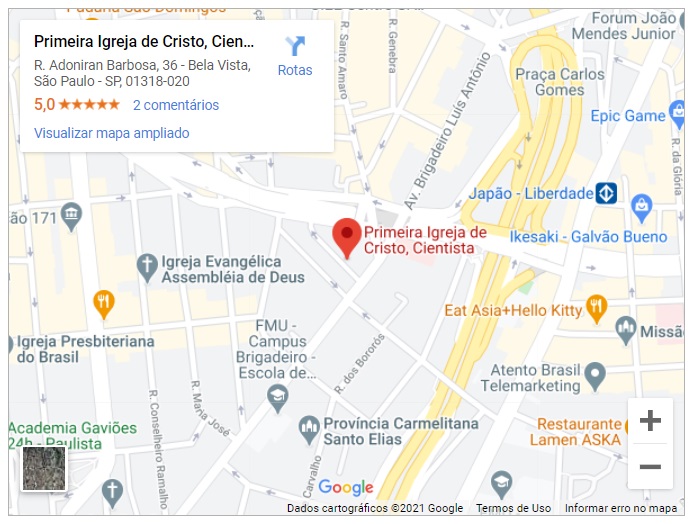 Primeira Igreja de Cristo, Cien...
R. Adoniran Barbosa, 36 - Bela Vista,
São Paulo - SP, 01318-020
5,0 2 comentários
Visualizar mapa ampliado
Rotas
R. Santo Amaro
R. Genebra
Av. Brigadeiro Luís Antônio
Forum João
Mendes Junior
Praça Carlos
Gomes
Epic Game
R. da Glória
Japão - Liberdade
Ikesaki - Galvão Bueno
171
Primeira Igreja de
Cristo, Cientista
Igreja Evangélica
Assembléia de Deus
Eat Asia+Hello Kitty
Igreja Presbiteriana
do Brasil
FMU -
Campus
Brigadeiro -
Escola de...
R. dos Bororós
Missão
Atento Brasil
Telemarketing
R. Maria José
R. Conselheiro Ramalho
Academia Gaviões
24h - Paulista
Província Carmelitana
Santo Elias
Restaurante
Lamen ASKA
Carvalho
+
−
Google
Dados cartográficos ©2021 Google
Termos de Uso
Informar erro no mapa